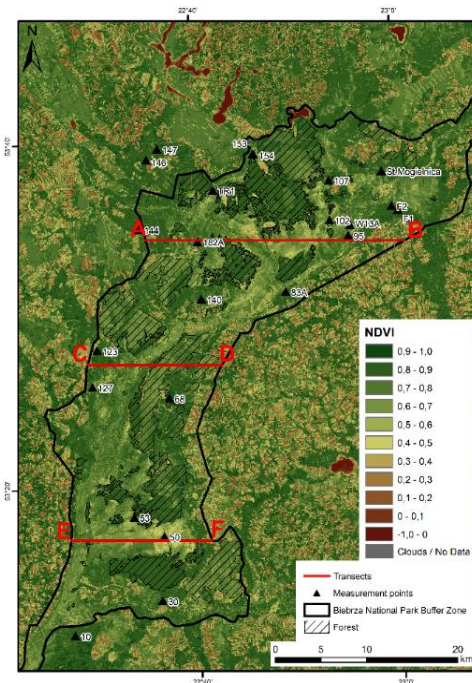 22°40' 23°0'
N
53°40'
147
146
153
154
St.Mogielnica
107
TR1
F2
F1
102
W13A
95
A
144
B
182A
83A
140
NDVI
0,9 - 1,0
0,8 - 0,9
0,7 - 0,8
0,6 - 0,7
0,5 - 0,6
0,4 - 0,5
0,3 - 0,4
0,2 - 0,3
0,1 - 0,2
0 - 0,1
-1,0 - 0
Clouds / No Data
C
123
D
127
68
53°20'
53
E
50
F
30
10
Transects
Measurement points
Biebrza National Park Buffer Zone
Forest
0 5 10 20
km
22°40' 23°0'